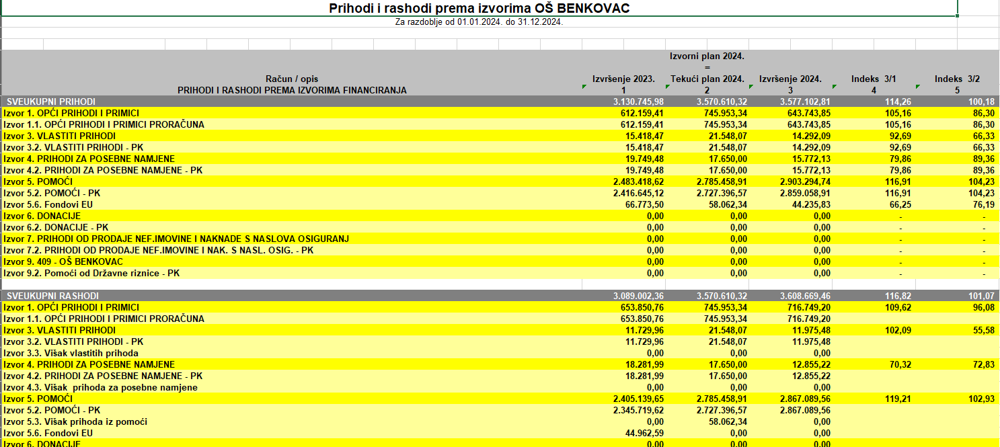 Prihodi i rashodi prema izvorima OŠ BENKOVAC
Za razdoblje od 01.01.2024. do 31.12.2024.
Izvorni plan 2024.
=
Račun / opis Izvršenje 2023. Tekući plan 2024. Izvršenje 2024. Indeks 3/1 Indeks 3/2
PRIHODI I RASHODI PREMA IZVORIMA FINANCIRANJA 1 2 3 4 5
SVEUKUPNI PRIHODI 3.130.745,98 3.570.610,32 3.577.102,81 114,26 100,18
Izvor 1. OPĆI PRIHODI I PRIMICI 612.159,41 745.953,34 643.743,85 105,16 86,30
Izvor 1.1. OPĆI PRIHODI I PRIMICI PRORAČUNA 612.159,41 745.953,34 643.743,85 105,16 86,30
Izvor 3. VLASTITI PRIHODI 15.418,47 21.548,07 14.292,09 92,69 66,33
Izvor 3.2. VLASTITI PRIHODI - PK 15.418,47 21.548,07 14.292,09 92,69 66,33
Izvor 4. PRIHODI ZA POSEBNE NAMJENE 19.749,48 17.650,00 15.772,13 79,86 89,36
Izvor 4.2. PRIHODI ZA POSEBNE NAMJENE - PK 19.749,48 17.650,00 15.772,13 79,86 89,36
Izvor 5. POMOĆI 2.483.418,62 2.785.458,91 2.903.294,74 116,91 104,23
Izvor 5.2. POMOĆI - PK 2.416.645,12 2.727.396,57 2.859.058,91 116,91 104,23
Izvor 5.6. Fondovi EU 66.773,50 58.062,34 44.235,83 66,25 76,19
Izvor 6. DONACIJE 0,00 0,00 0,00 - -
Izvor 6.2. DONACIJE - PK 0,00 0,00 0,00 - -
Izvor 7. PRIHODI OD PRODAJE NEF.IMOVINE I NAKNADE S NASLOVA OSIGURANJ 0,00 0,00 0,00 - -
Izvor 7.2. PRIHODI OD PRODAJE NEF.IMOVINE I NAK. S NASL. OSIG. - PK 0,00 0,00 0,00 - -
Izvor 9. 409 - OŠ BENKOVAC 0,00 0,00 0,00 - -
Izvor 9.2. Pomoći od Državne riznice - PK 0,00 0,00 0,00 - -
SVEUKUPNI RASHODI 3.089.002,36 3.570.610,32 3.608.669,46 116,82 101,07
Izvor 1. OPĆI PRIHODI I PRIMICI 653.850,76 745.953,34 716.749,20 109,62 96,08
Izvor 1.1. OPĆI PRIHODI I PRIMICI PRORAČUNA 653.850,76 745.953,34 716.749,20
Izvor 3. VLASTITI PRIHODI 11.729,96 21.548,07 11.975,48 102,09 55,58
Izvor 3.2. VLASTITI PRIHODI - PK 11.729,96 21.548,07 11.975,48
Izvor 3.3. Višak vlastitih prihoda 0,00 0,00 0,00
Izvor 4. PRIHODI ZA POSEBNE NAMJENE 18.281,99 17.650,00 12.855,22 70,32 72,83
Izvor 4.2. PRIHODI ZA POSEBNE NAMJENE - PK 18.281,99 17.650,00 12.855,22
Izvor 4.3. Višak prihoda za posebne namjene 0,00 0,00 0,00
Izvor 5. POMOĆI 2.405.139,65 2.785.458,91 2.867.089,56 119,21 102,93
Izvor 5.2. POMOĆI - PK 2.345.719,62 2.727.396,57 2.867.089,56
Izvor 5.3. Višak prihoda iz pomoći 0,00 58.062,34 0,00
Izvor 5.6. Fondovi EU 44.962,59 0,00 0,00
Izvor 6. DONACIJE 0,00 0,00 0,00